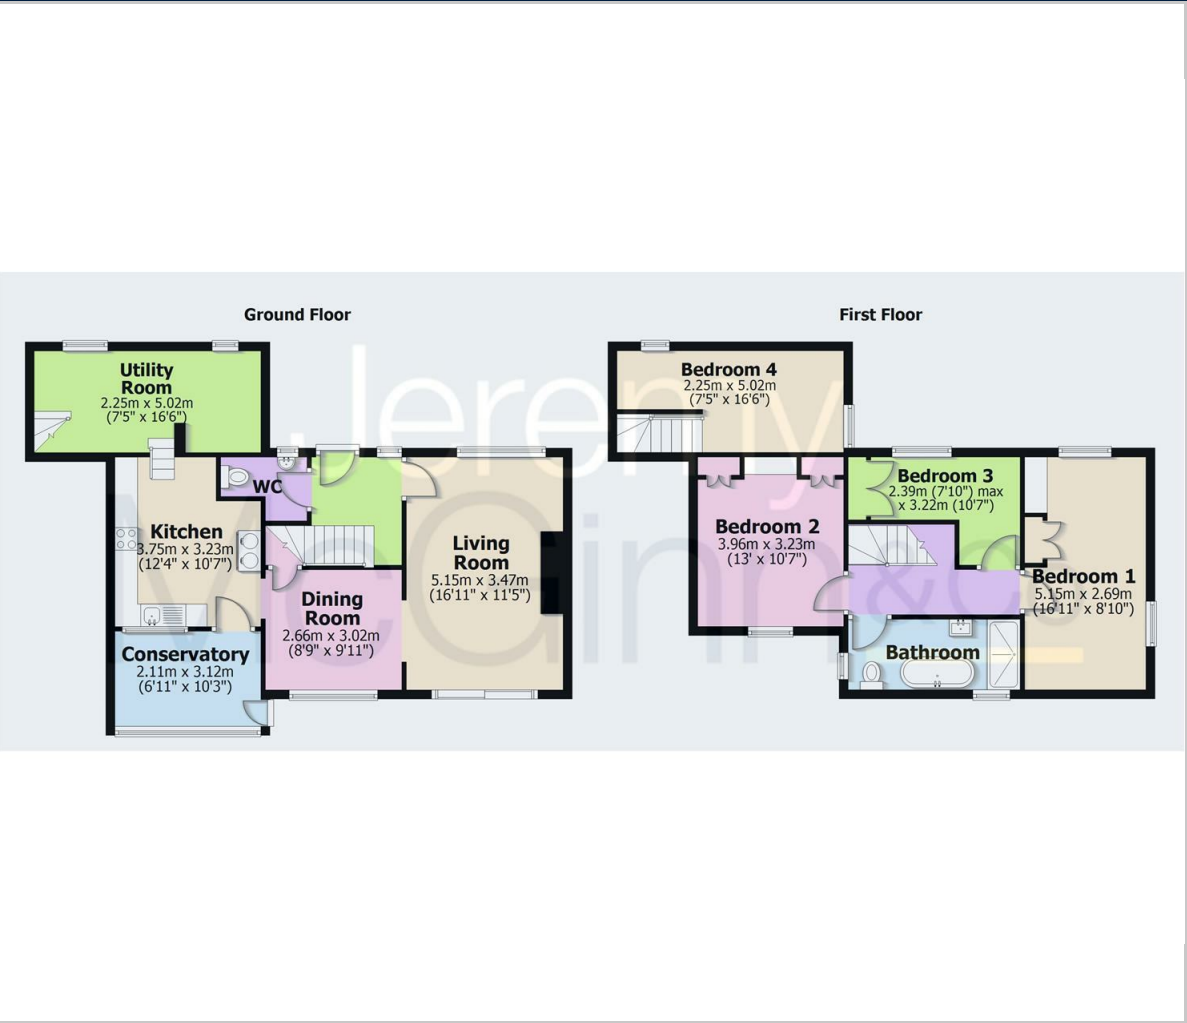 Ground Floor
First Floor
Utility
Room
2.25m x 5.02m
(7'5" x 16'6")
WC
Kitchen
3.75m x 3.23m
(12'4" x 10'7")
Living
Room
5.15m x 3.47m
(16'11" x 11'5")
Dining
Room
2.66m x 3.02m
(8'9" x 9'11")
Conservatory
2.11m x 3.12m
(6'11" x 10'3")
Bedroom 4
2.25m x 5.02m
(7'5" x 16'6")
Bedroom 3
2.39m (7'10") max
x 3.22m (10'7")
Bedroom 2
3.96m x 3.23m
(13' x 10'7")
Bedroom 1
5.15m x 2.69m
(16'11" x 8'10")
Bathroom
Jeremy
McGinn&Co